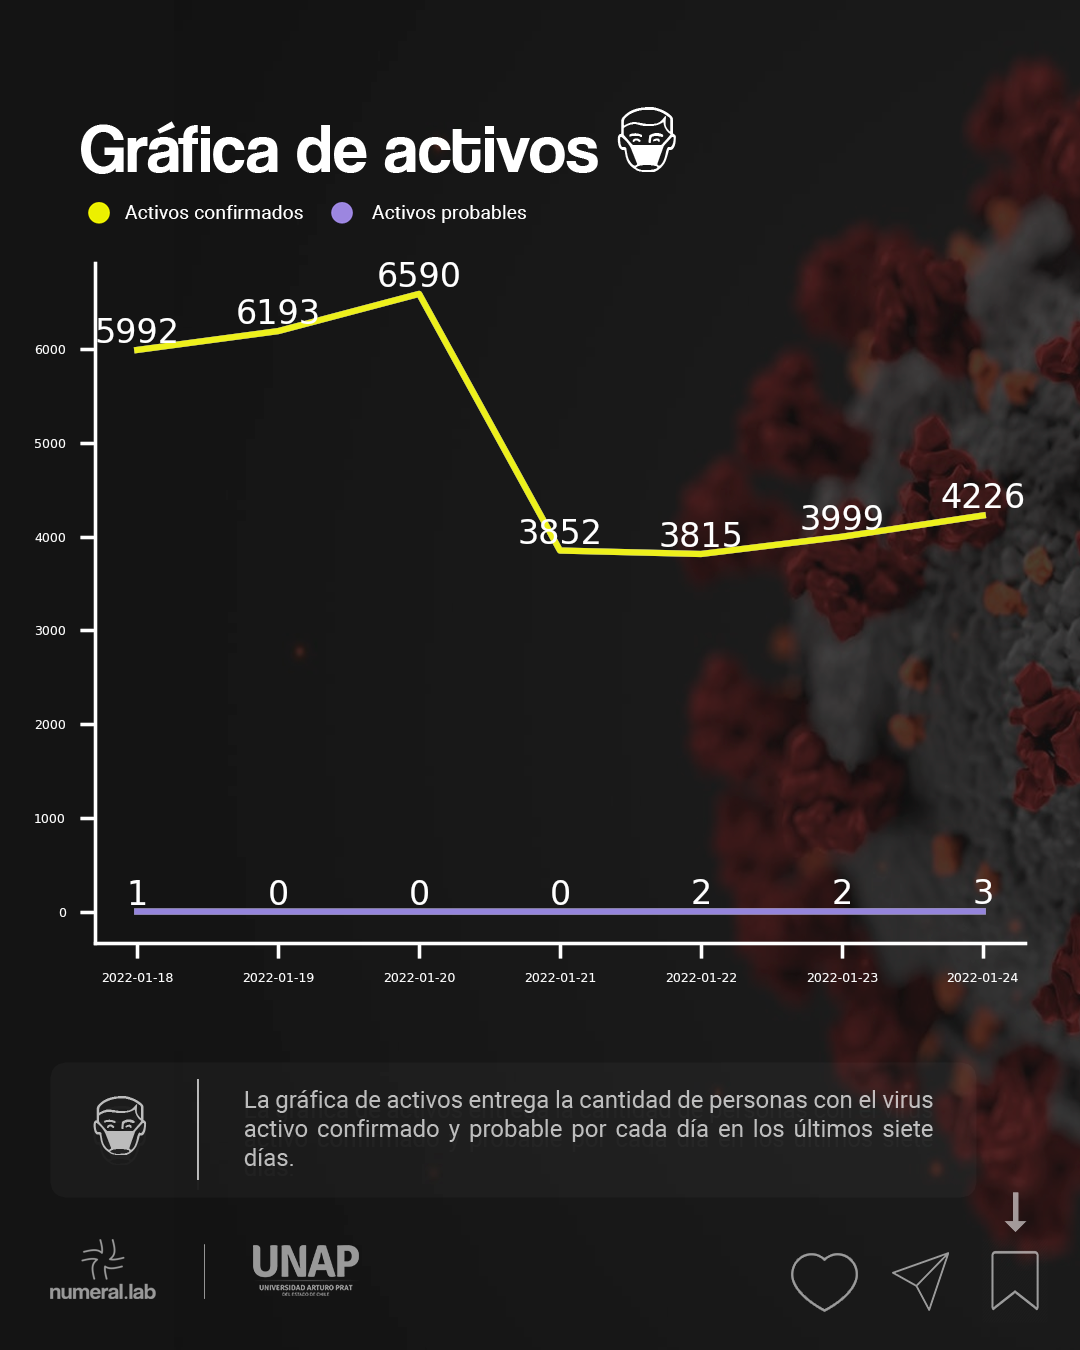 Gráfica de activos
Activos confirmados Activos probables
6590
6193
5992
6000
5000
4226
3999
3852 3815
4000
3000
2000
1000
1 0 0 0 2 2 3
0
2022-01-18 2022-01-19 2022-01-20 2022-01-21 2022-01-22 2022-01-23 2022-01-24
La gráfica de activos entrega la cantidad de personas con el virus
activo confirmado y probable por cada día en los últimos siete
días.
numeral.lab
UNAP
UNIVERSIDAD ARTURO PRAT
DEL ESTADO DE CHILE